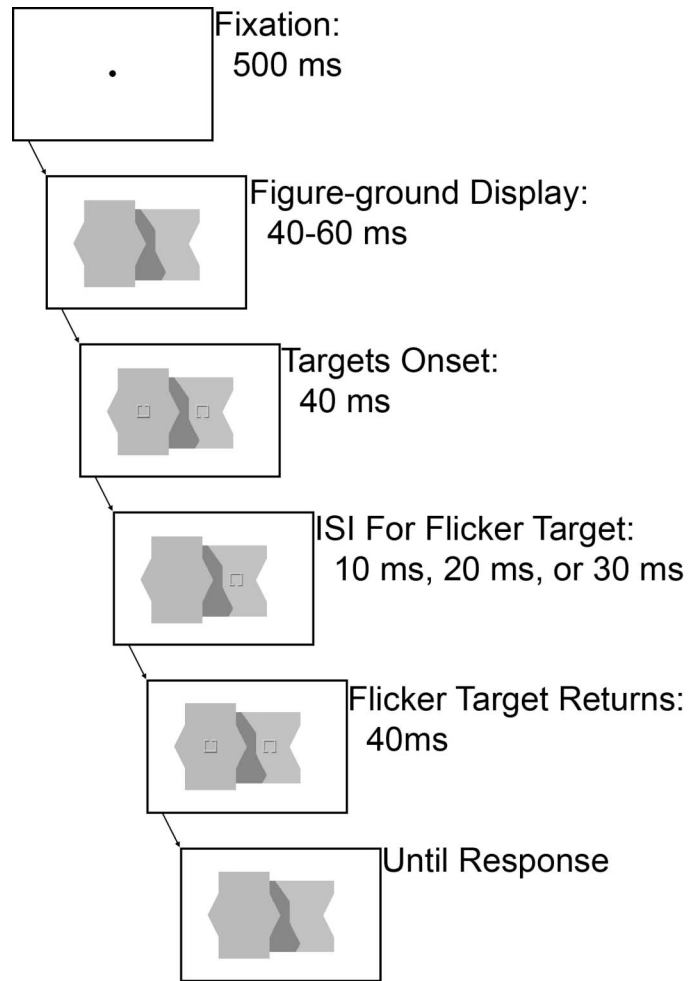 Fixation:
500 ms
Figure-ground Display:
40-60 ms
Targets Onset:
40 ms
ISI For Flicker Target:
10 ms, 20 ms, or 30 ms
Flicker Target Returns:
40ms
Until Response